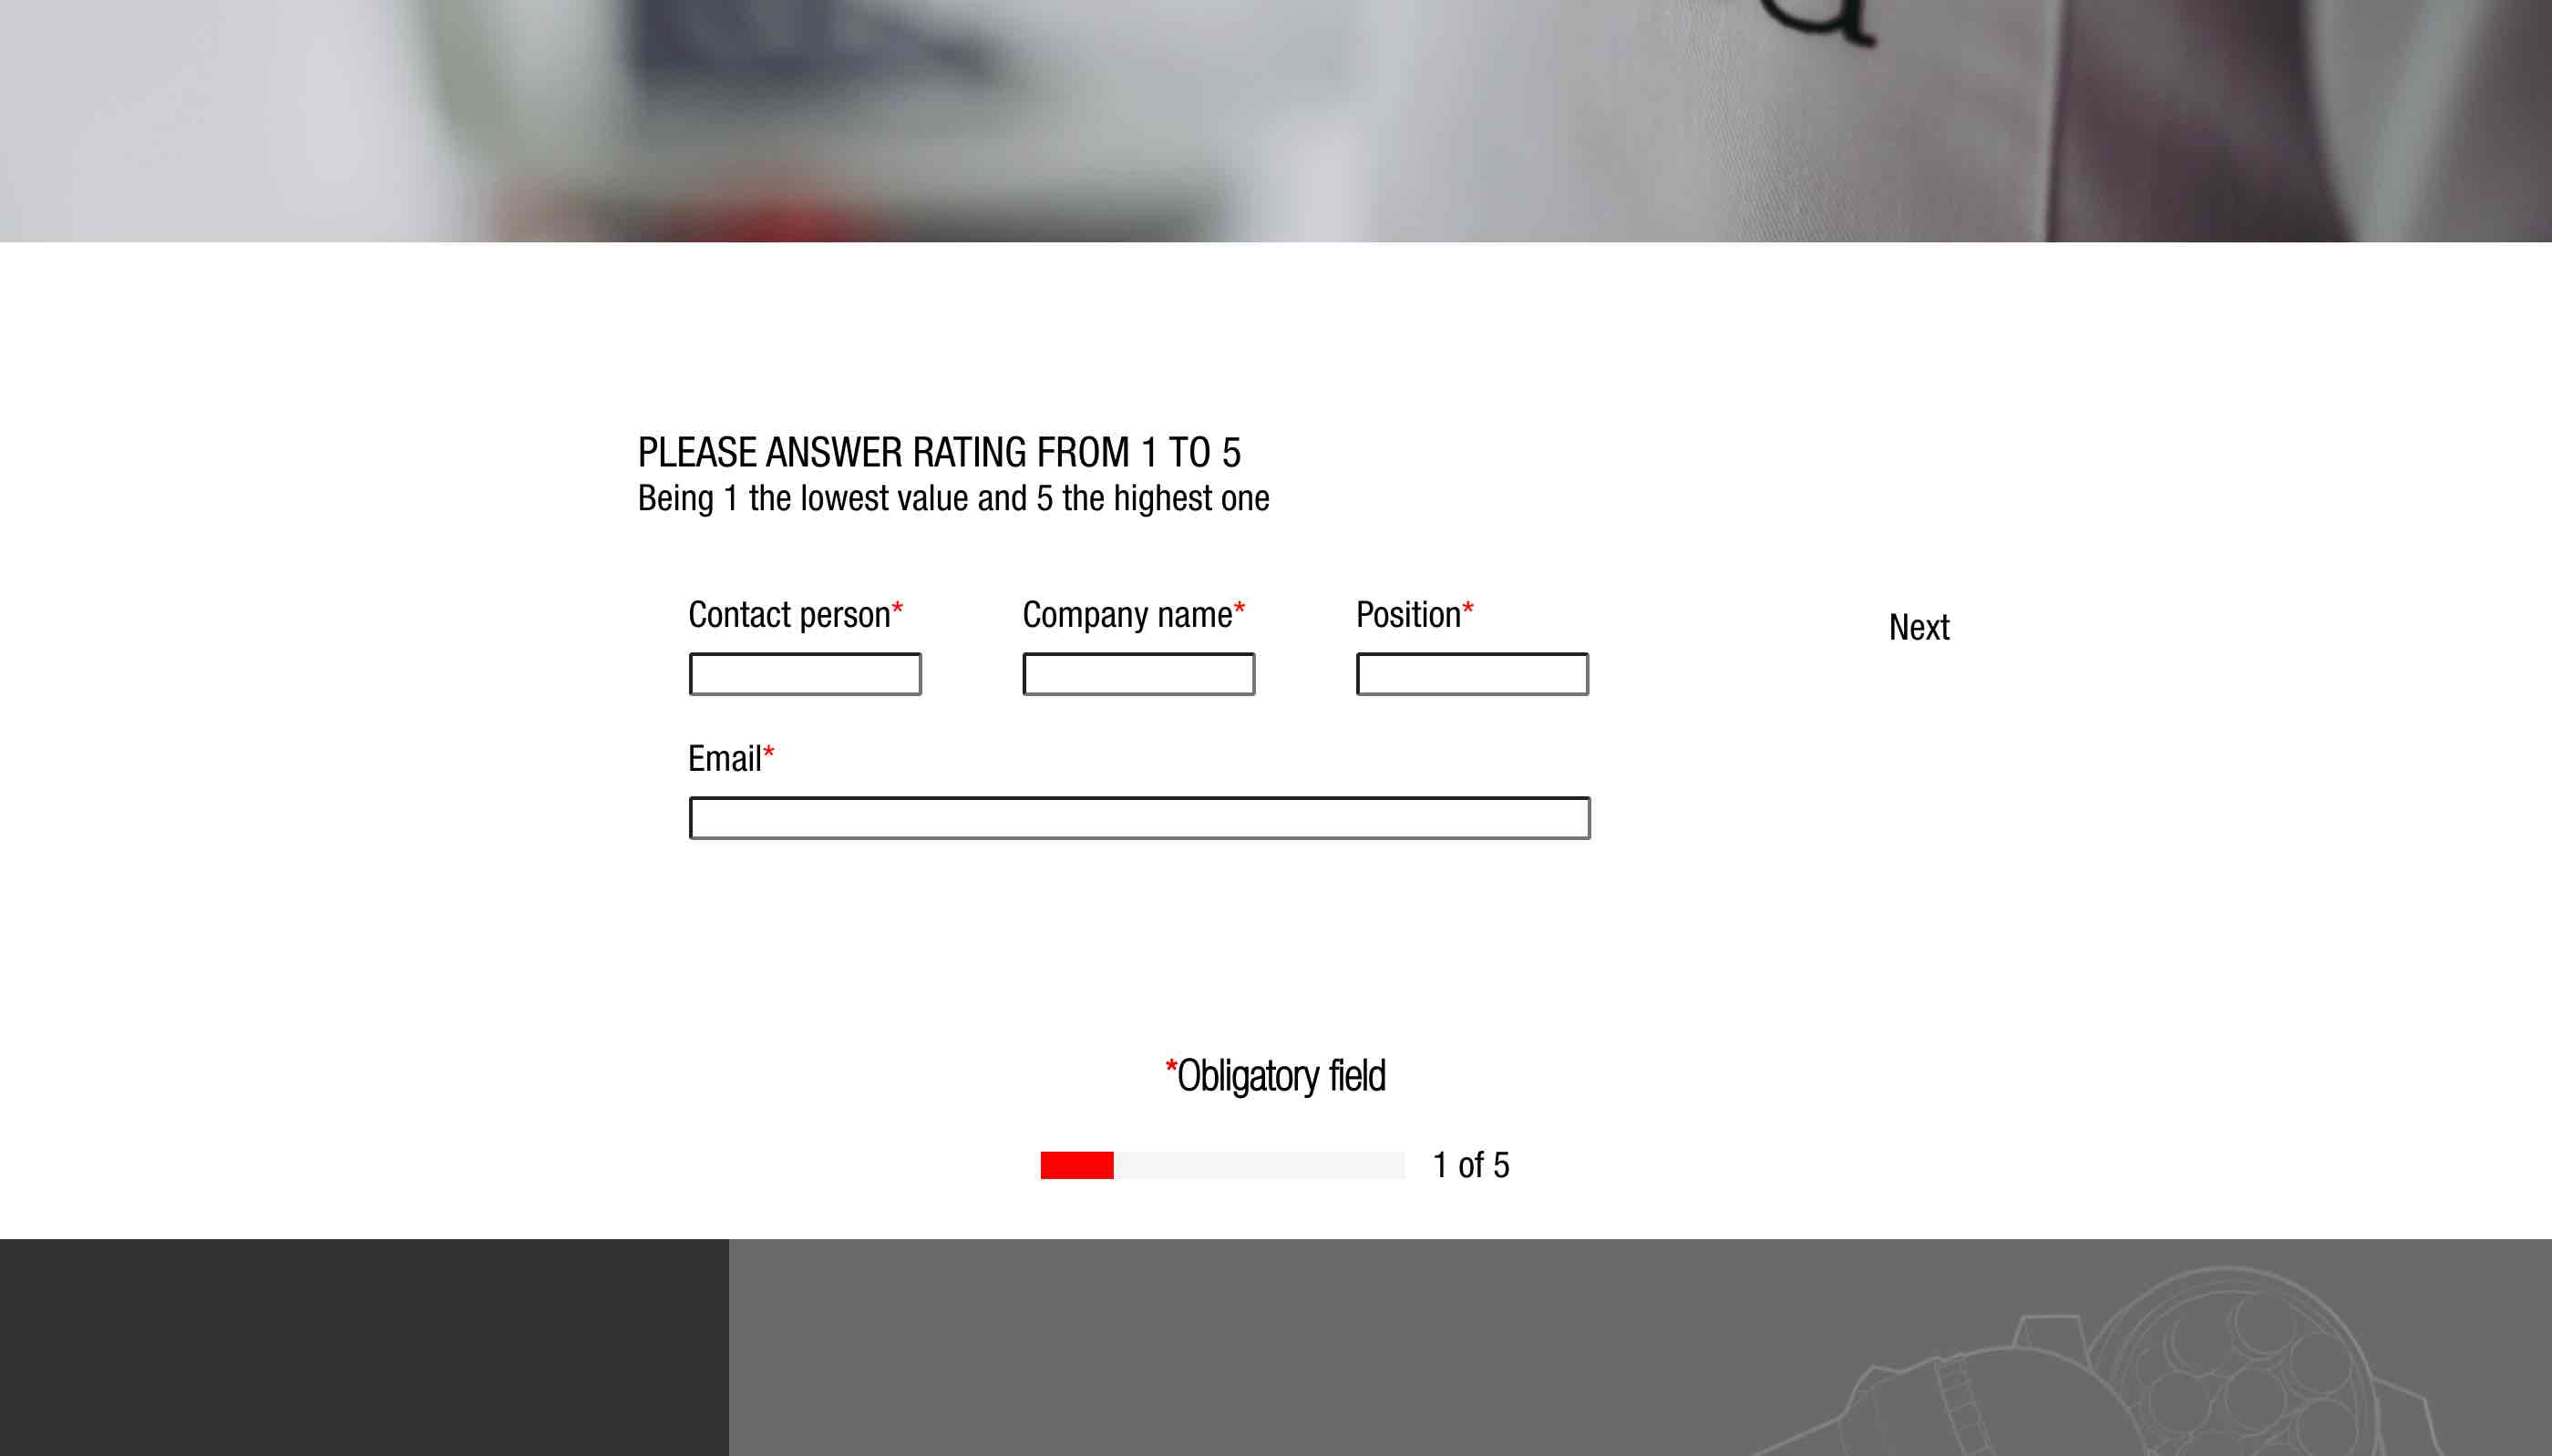 PLEASE ANSWER RATING FROM 1 TO 5
Being 1 the lowest value and 5 the highest one
Contact person*
Company name*
Position*
Next
Email*
*Obligatory field
1 of 5